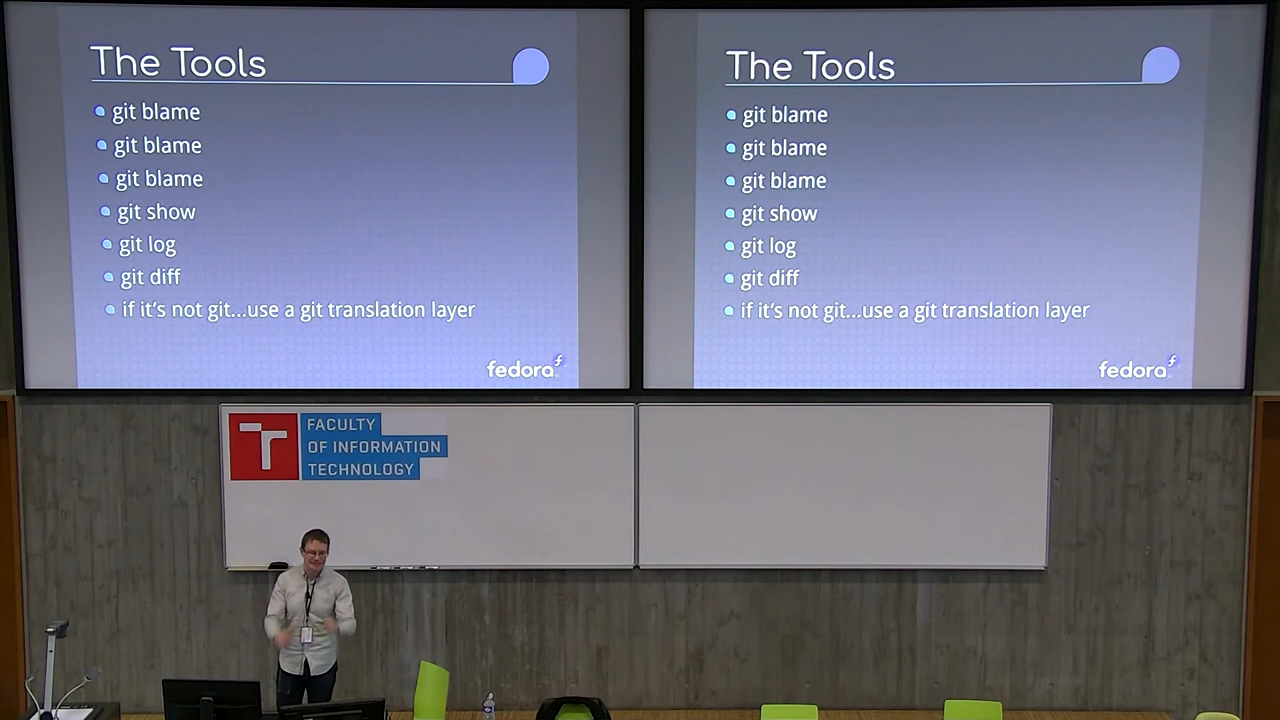 The Tools
git blame
git blame
git blame
git show
git log
git diff
if it's not git...use a git translation layer
fedora
The Tools
git blame
git blame
git blame
git show
git log
git diff
if it's not git...use a git translation layer
fedora
FACULTY
OF INFORMATION
TECHNOLOGY